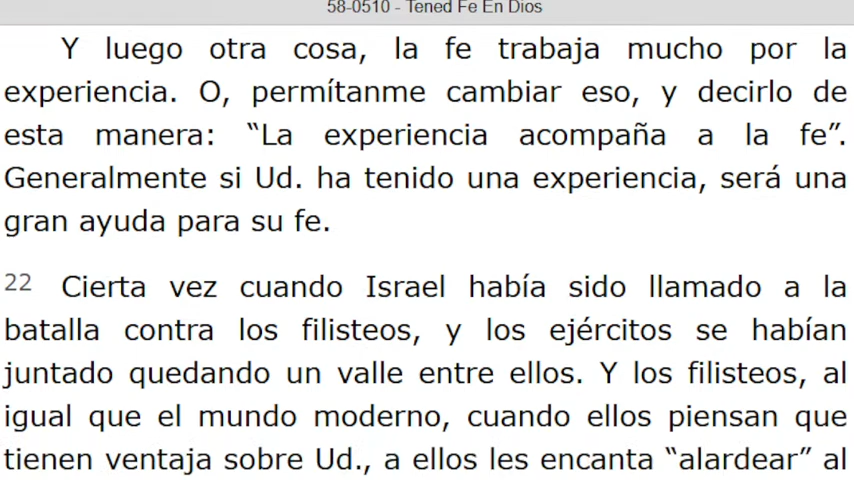 58-0510 - Tened Fe En Dios
Y luego otra cosa, la fe trabaja mucho por la
experiencia. O, permítanme cambiar eso, y decirlo de
esta manera: “La experiencia acompaña a la fe”.
Generalmente si Ud. ha tenido una experiencia, será una
gran ayuda para su fe.
22 Cierta vez cuando Israel había sido llamado a la
batalla contra los filisteos, y los ejércitos se habían
juntado quedando un valle entre ellos. Y los filisteos, al
igual que el mundo moderno, cuando ellos piensan que
tienen ventaja sobre Ud., a ellos les encanta “alardear” al